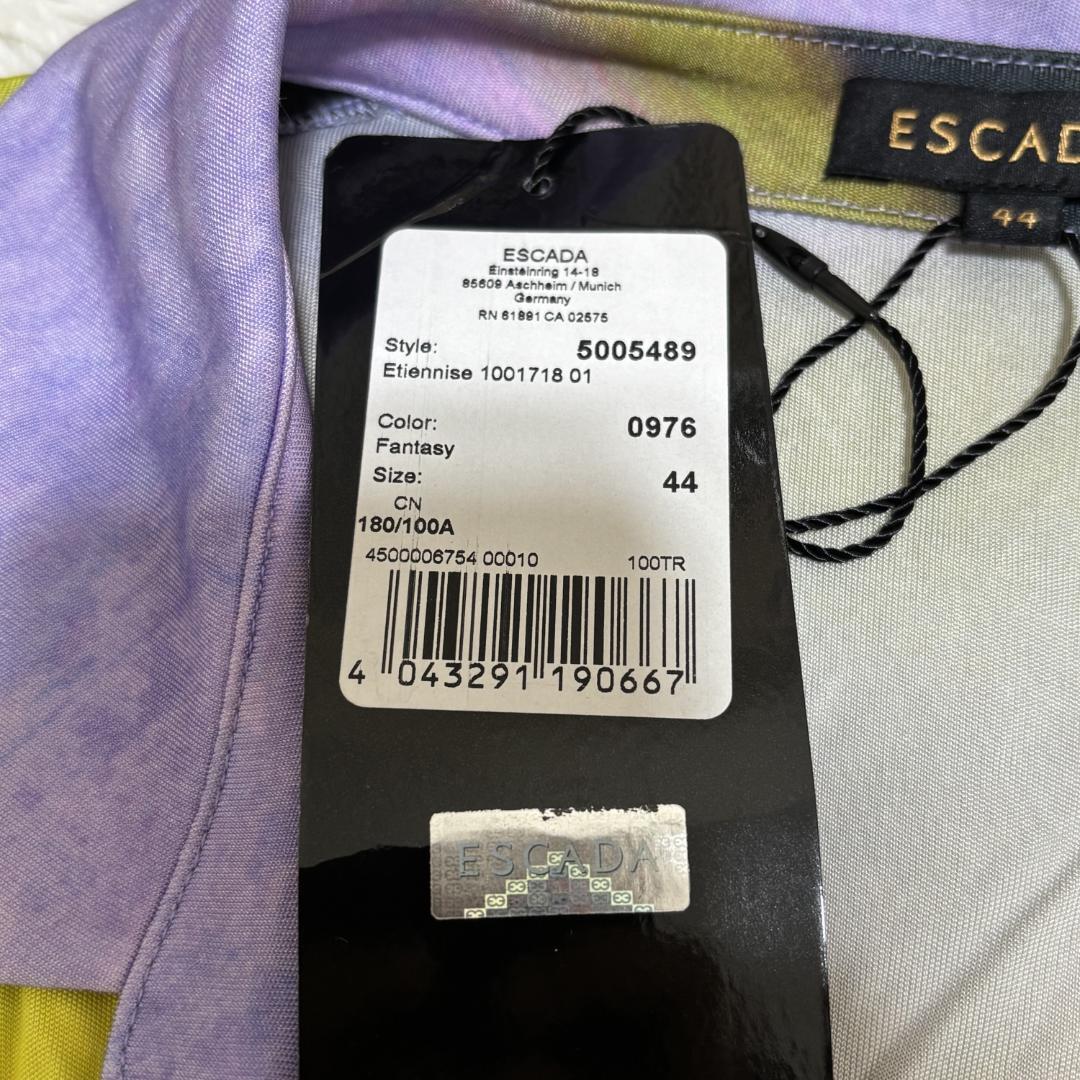 ESCAD
44
ESCADA
Einsteinring 14-18
85609 Aschheim / Munich
Germany
RN 61891 CA 02575
Style: 5005489
Etiennise 1001718 01
Color: 0976
Fantasy
Size: 44
CN
180/100A
4500006754 00010 100TR
4 043291 190667
ESCADA